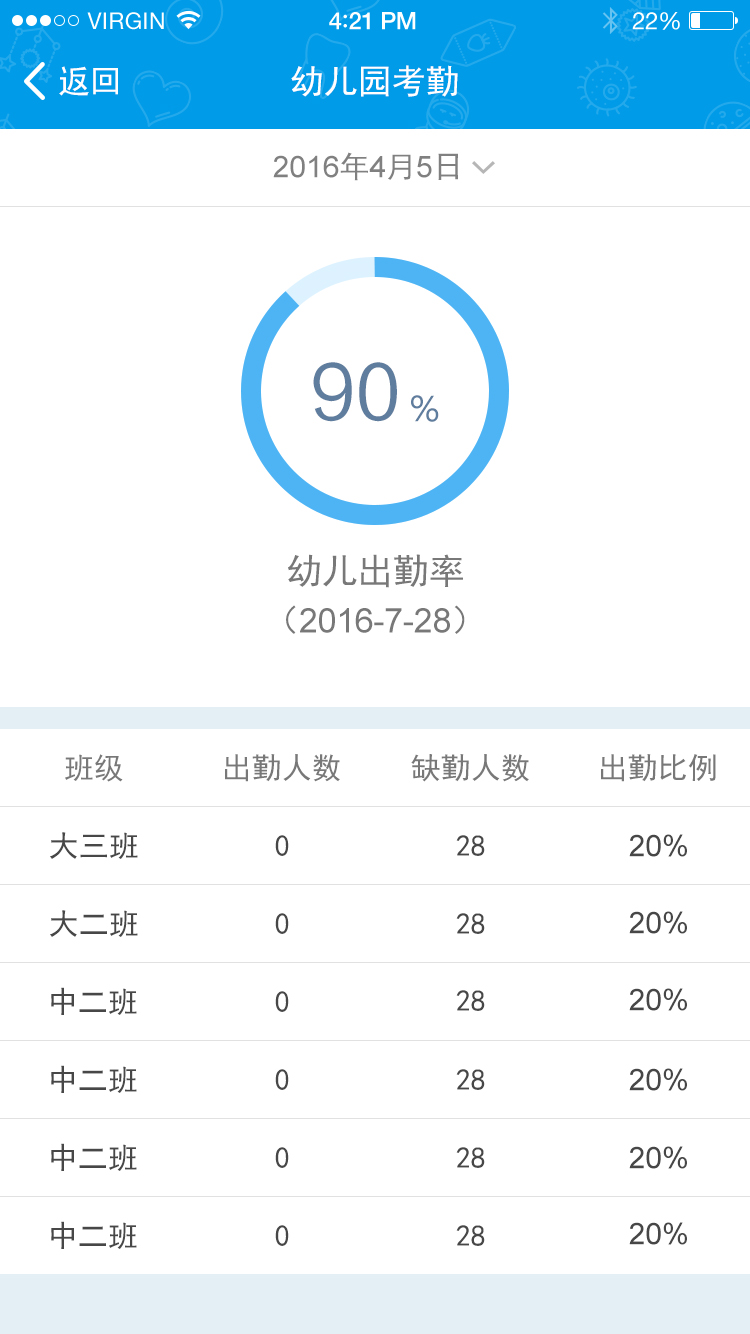 VIRGIN 4:21 PM 22%
返回 幼儿园考勤
2016年4月5日
90 %
幼儿出勤率
（2016-7-28）
班级 出勤人数 缺勤人数 出勤比例
大三班 0 28 20%
大二班 0 28 20%
中二班 0 28 20%
中二班 0 28 20%
中二班 0 28 20%
中二班 0 28 20%